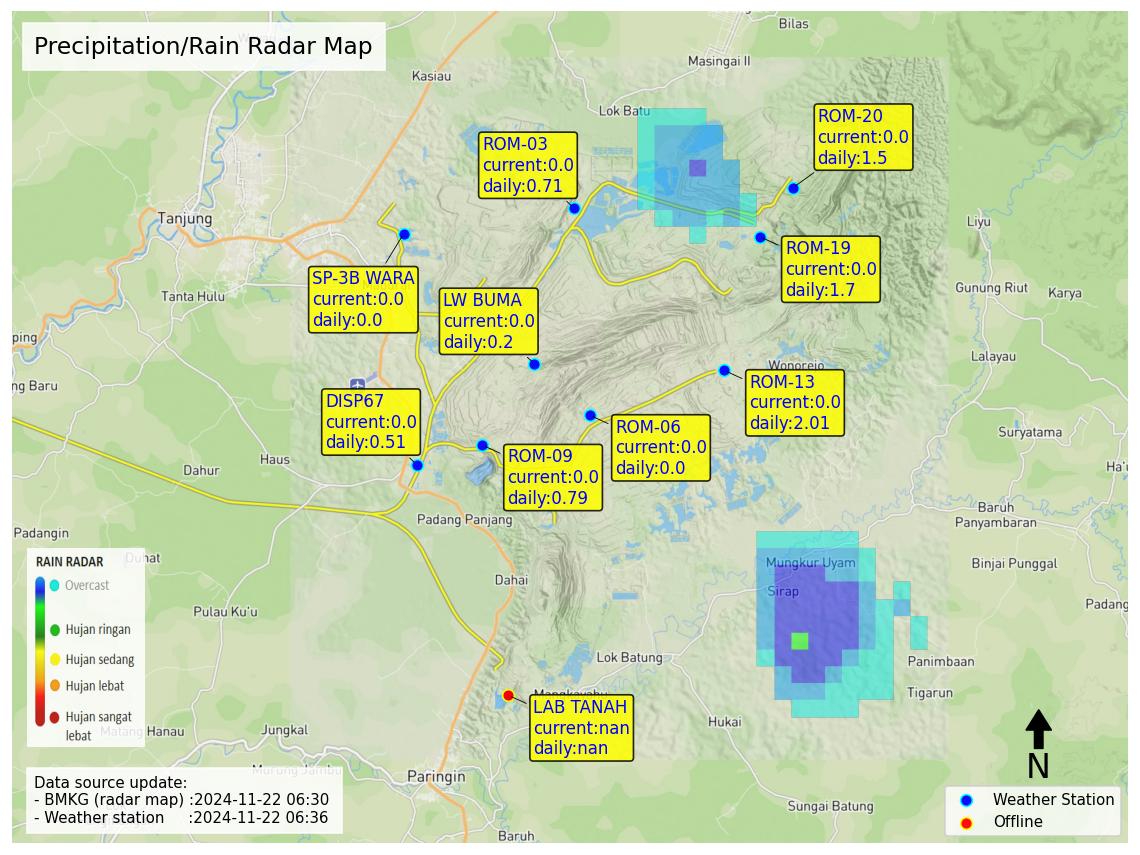 Precipitation/Rain Radar Map
Bilas
Masingai II
Kasiau
Lok Batu
ROM-20
current:0.0
daily:1.5
ROM-03
current:0.0
daily:0.71
Tanjung
Liyu
ROM-19
current:0.0
daily:1.7
SP-3B WARA
current:0.0
daily:0.0
Tanta Hulu
LW BUMA
current:0.0
daily:0.2
Gunung Riut
Karya
ping
Lalayau
Wonorejo
ng Baru
ROM-13
current:0.0
daily:2.01
DISP67
current:0.0
daily:0.51
ROM-06
current:0.0
daily:0.0
Suryatama
ROM-09
current:0.0
daily:0.79
Haus
Dahur
Ha'u
Baruh
Panyambaran
Padang Panjang
Padangin
Duhat
RAIN RADAR
Overcast
Hujan ringan
Hujan sedang
Hujan lebat
Hujan sangat
lebat
Mungkur Uyam
Binjai Punggal
Dahai
Sirap
Padang
Pulau Ku'u
Lok Batung
Panimbaan
Tigarun
Mangkayahu
LAB TANAH
current:nan
daily:nan
Hukai
Matang Hanau
Jungkal
Murung Jambu
Paringin
Sungai Batung
Baruh
Data source update:
- BMKG (radar map) :2024-11-22 06:30
- Weather station :2024-11-22 06:36
N
Weather Station
Offline